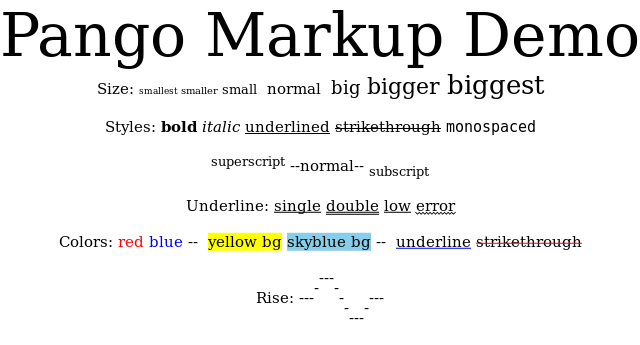 Pango Markup Demo
Size: smallest smaller small normal big bigger biggest
Styles: bold italic underlined strikethrough monospaced
superscript --normal-- subscript
Underline: single double low error
Colors: red blue -- yellow bg skyblue bg -- underline strikethrough
Rise: ---- --- ---- --- ----